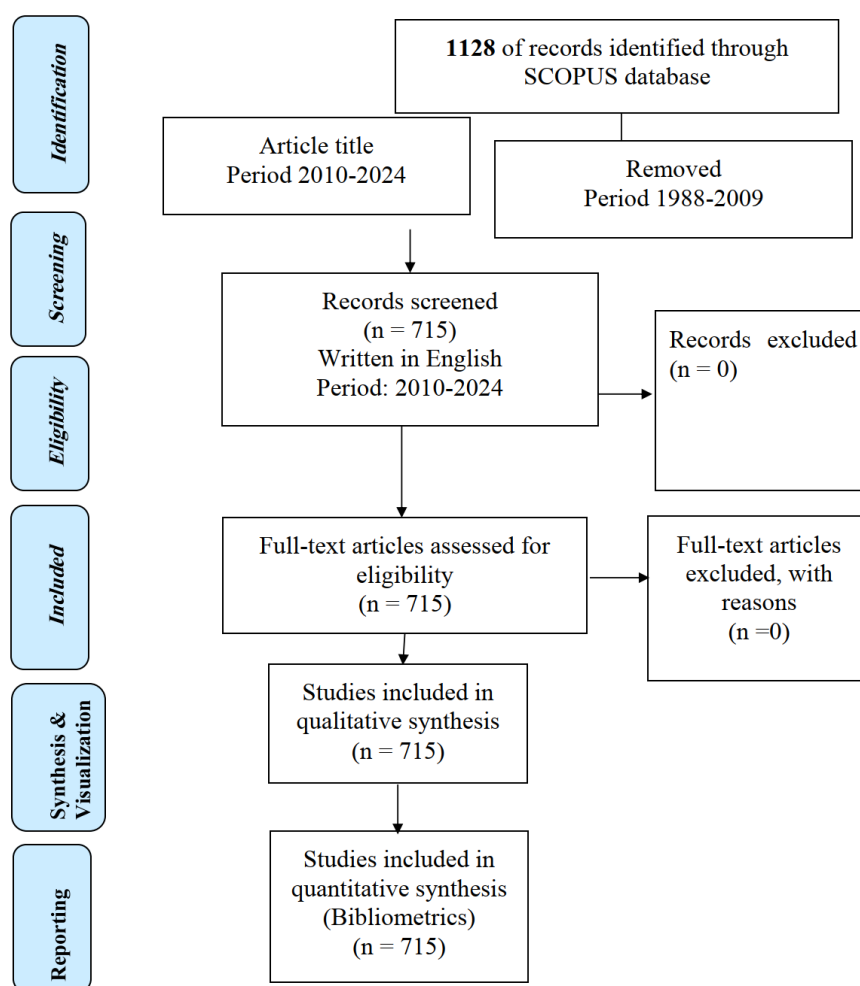 Identification
1128 of records identified through
SCOPUS database
Article title
Period 2010-2024
Removed
Period 1988-2009
Screening
Records screened
(n = 715)
Written in English
Period: 2010-2024
Records excluded
(n = 0)
Eligibility
Included
Full-text articles assessed for
eligibility
(n = 715)
Full-text articles
excluded, with
reasons
(n =0)
Synthesis &
Visualization
Studies included in
qualitative synthesis
(n = 715)
Reporting
Studies included in
quantitative synthesis
(Bibliometrics)
(n = 715)